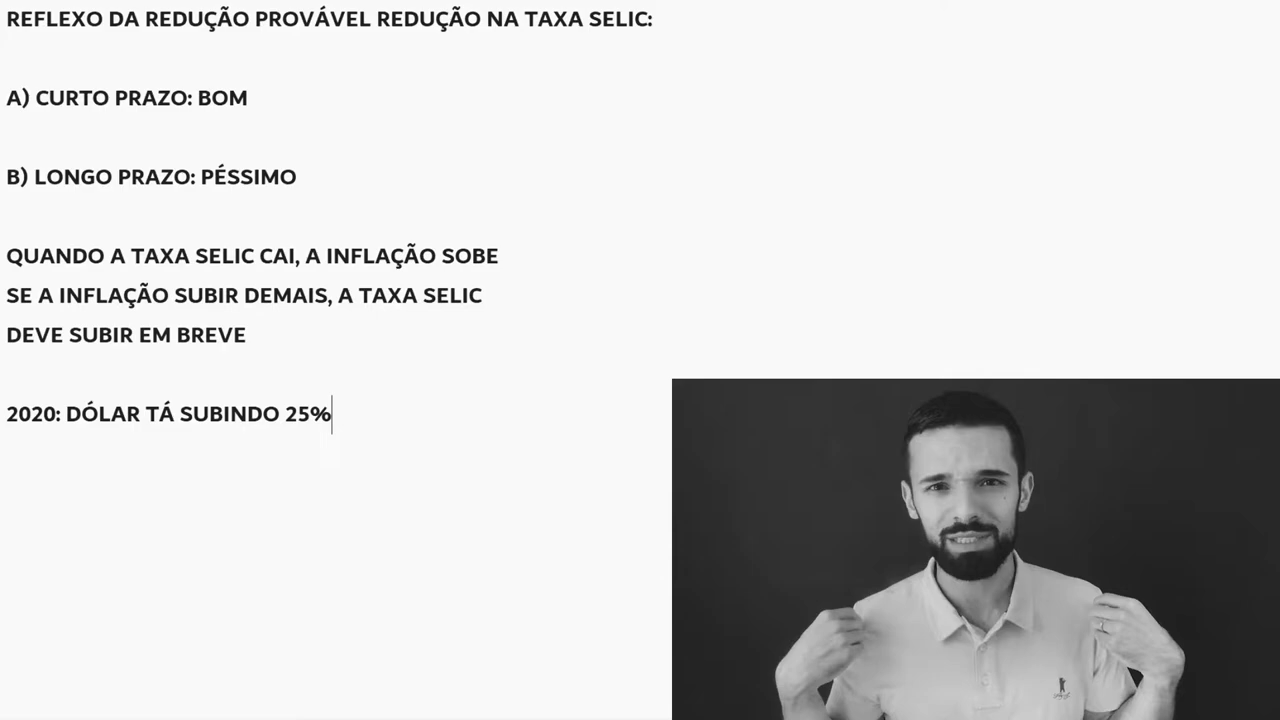 REFLEXO DA REDUÇÃO PROVÁVEL REDUÇÃO NA TAXA SELIC:
A) CURTO PRAZO: BOM
B) LONGO PRAZO: PÉSSIMO
QUANDO A TAXA SELIC CAI, A INFLAÇÃO SOBE
SE A INFLAÇÃO SUBIR DEMAIS, A TAXA SELIC
DEVE SUBIR EM BREVE
2020: DÓLAR TÁ SUBINDO 25%